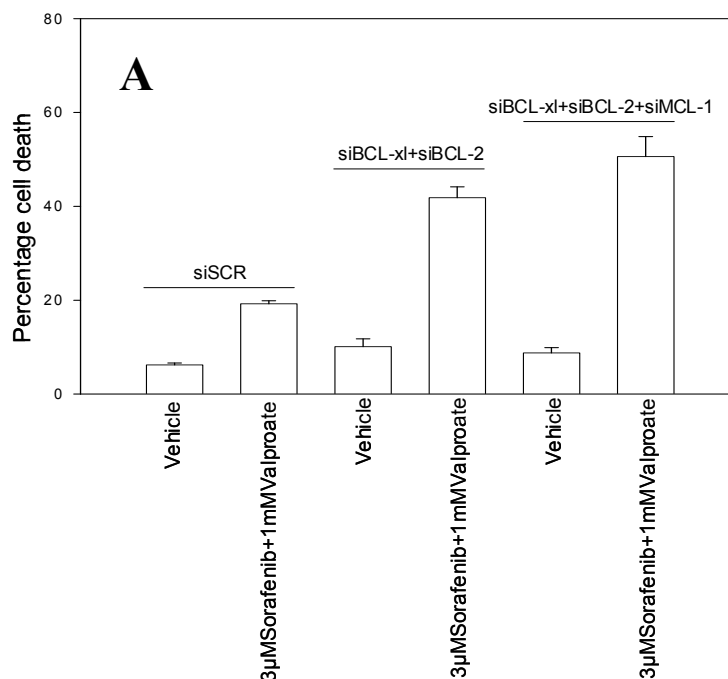 80
60
40
20
0
Percentage cell death
A
siSCR
siBCL-xl+siBCL-2
siBCL-xl+siBCL-2+siMCL-1
Vehicle
3µMSorafenib+1mMValproate
Vehicle
3µMSorafenib+1mMValproate
Vehicle
3µMSorafenib+1mMValproate